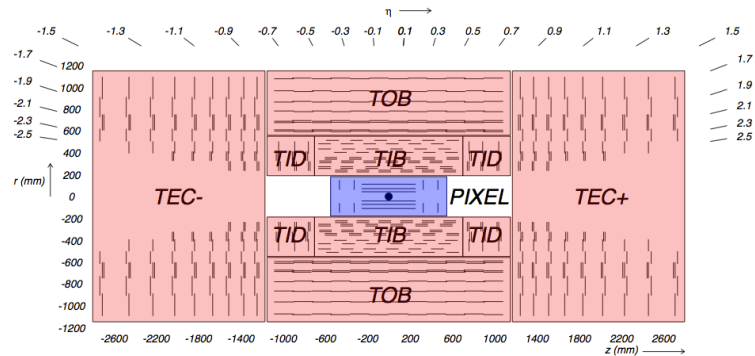 η
-1.5 -1.3 -1.1 -0.9 -0.7 -0.5 -0.3 -0.1 0.1 0.3 0.5 0.7 0.9 1.1 1.3 1.5
-1.7 1200 1.7
-1.9 1000 1.9
-2.1 800 2.1
-2.3 600 2.3
-2.5 400 2.5
200
r (mm) 0
-200
-400
-600
-800
-1000
-1200
TOB
TID TIB TID
TEC- PIXEL TEC+
TID TIB TID
TOB
-2600 -2200 -1800 -1400 -1000 -600 -200 0 200 600 1000 1400 1800 2200 2600
z (mm)